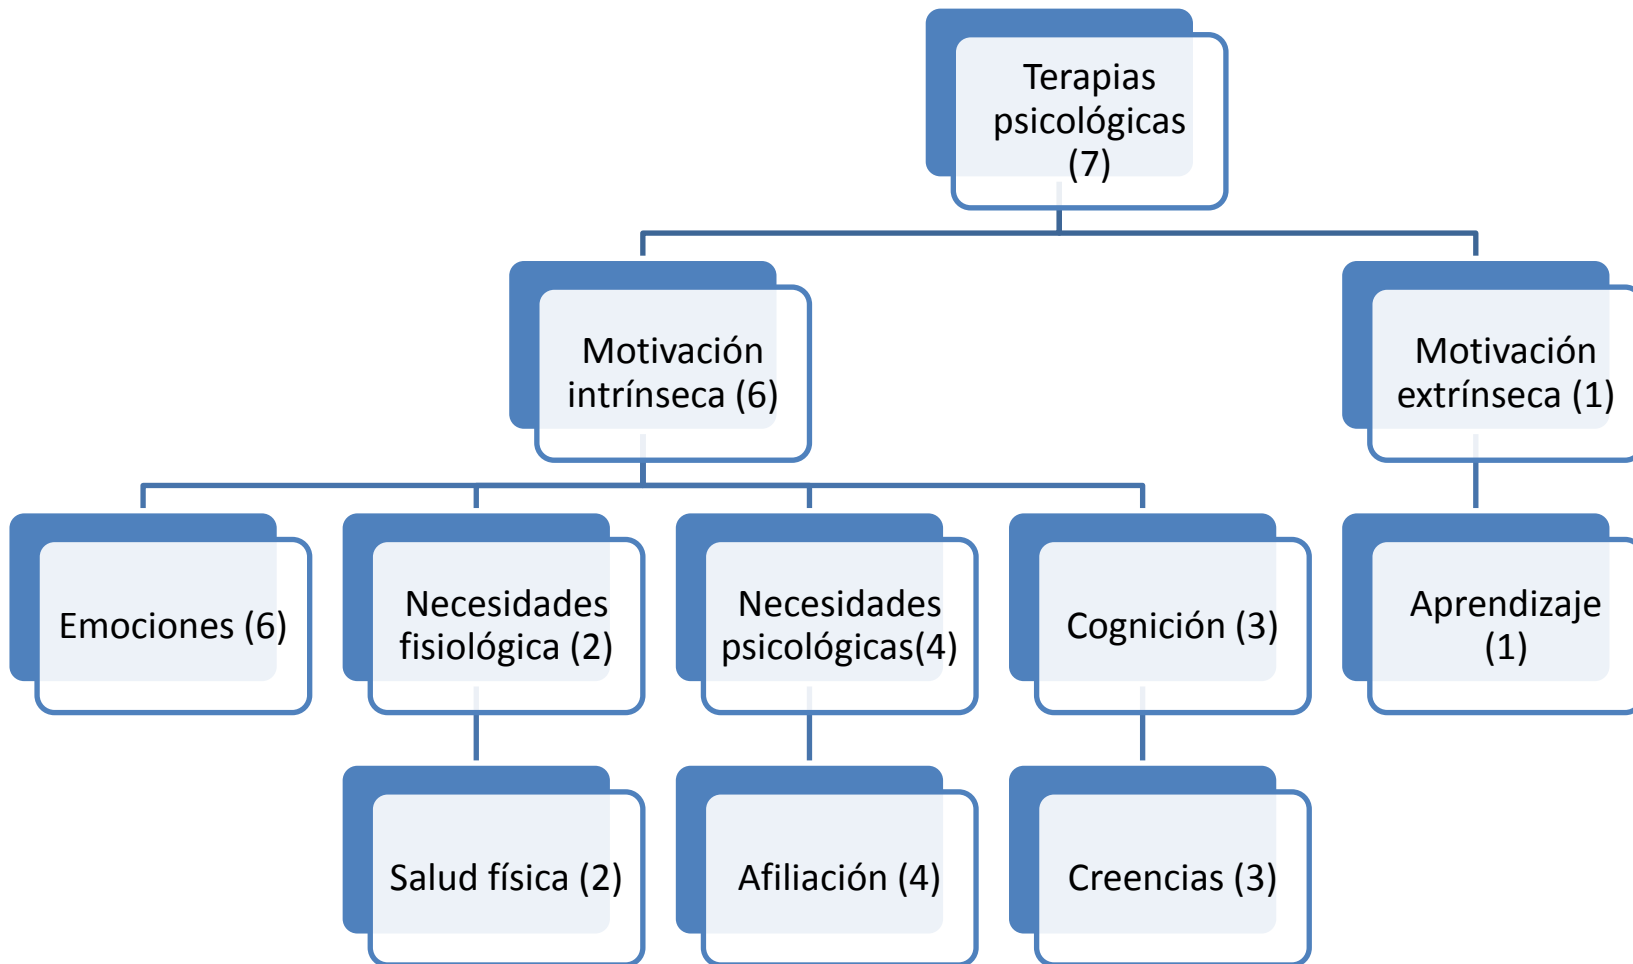 Terapias
psicológicas
(7)
Motivación
intrínseca (6)
Motivación
extrínseca (1)
Emociones (6)
Necesidades
fisiológica (2)
Necesidades
psicológicas(4)
Cognición (3)
Aprendizaje
(1)
Salud física (2)
Afiliación (4)
Creencias (3)